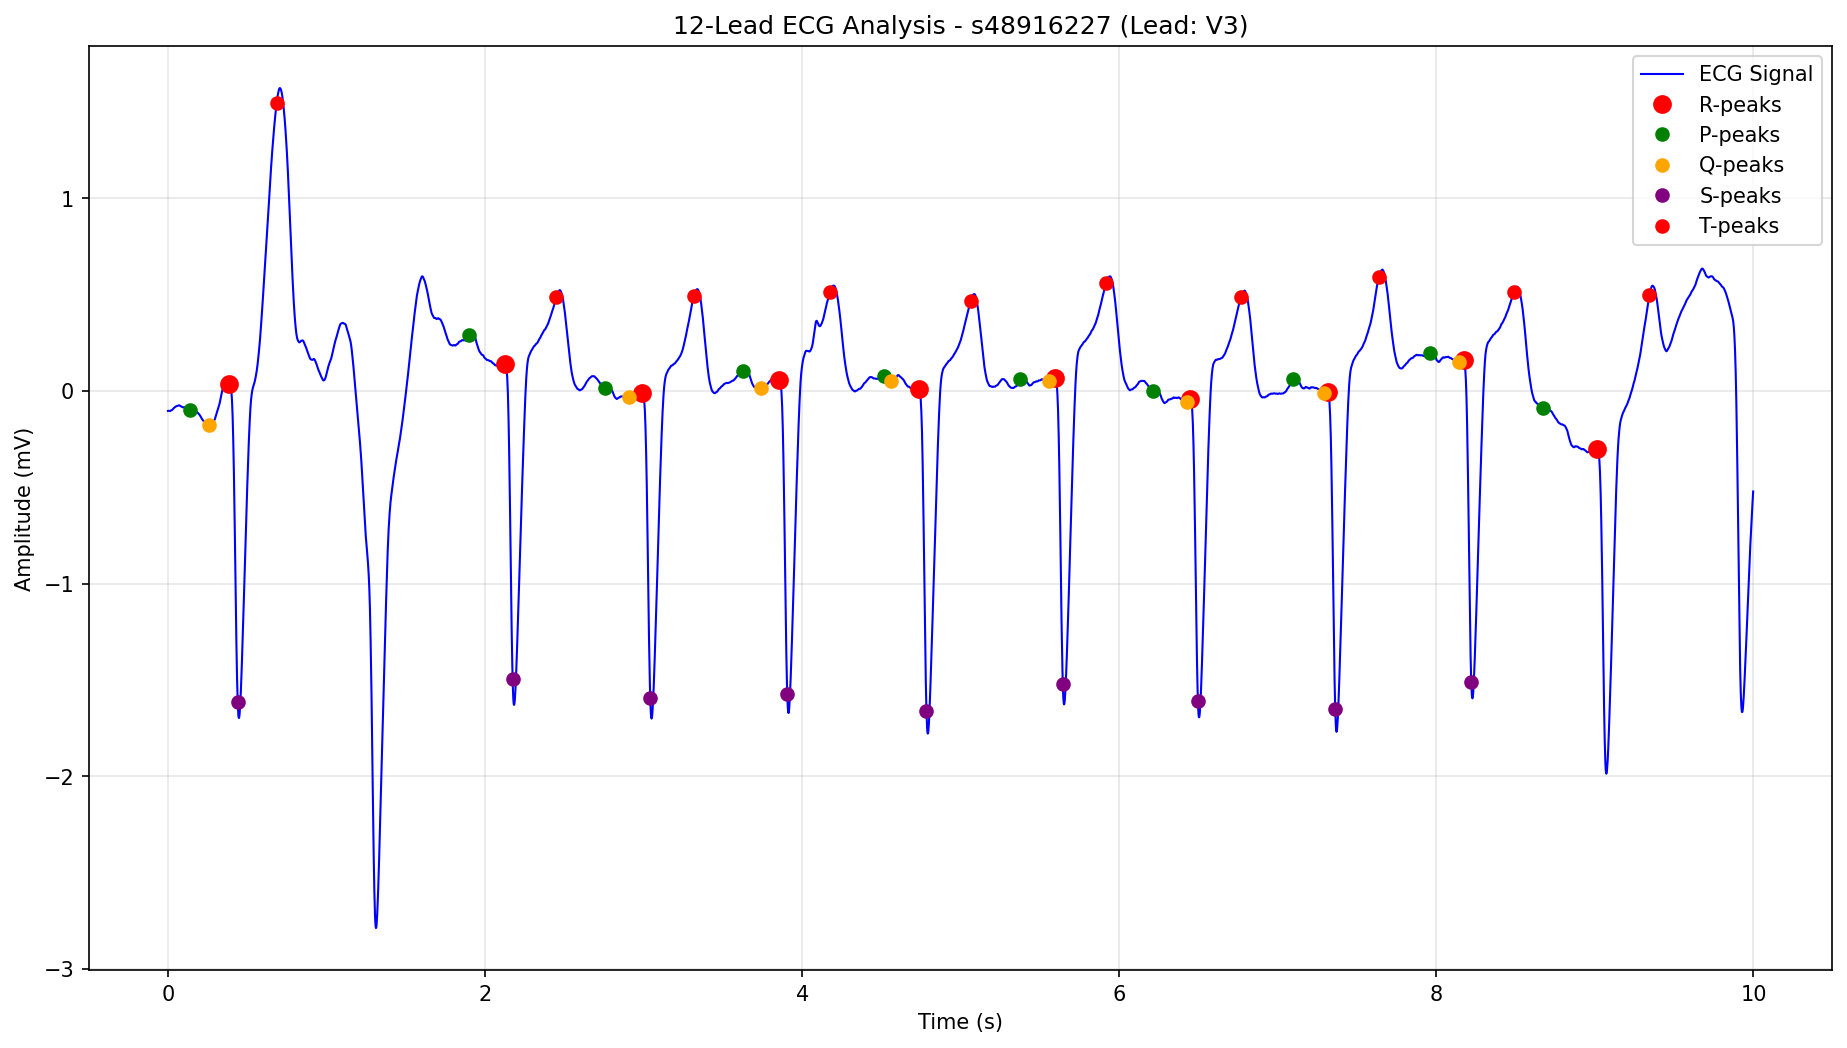 12-Lead ECG Analysis - s48916227 (Lead: V3)
ECG Signal
R-peaks
P-peaks
Q-peaks
S-peaks
T-peaks
Amplitude (mV)
1
0
−1
−2
−3
0 2 4 6 8 10
Time (s)